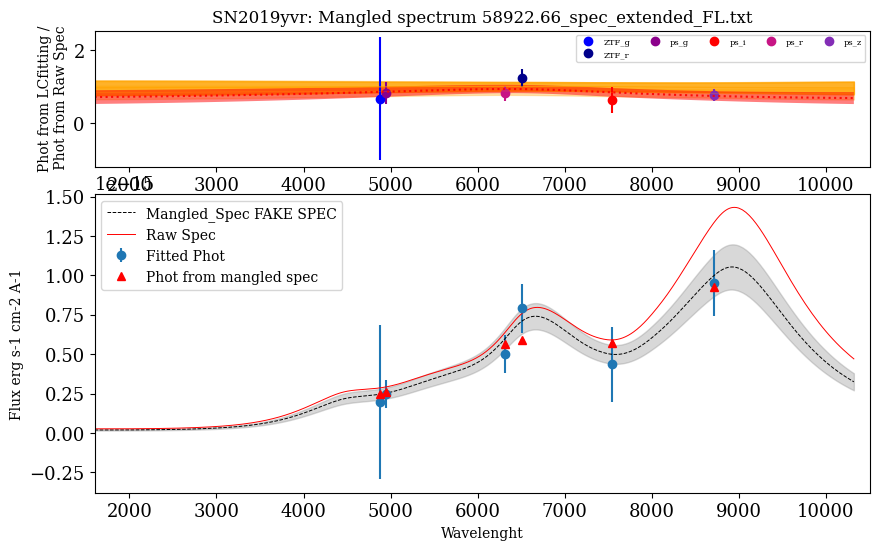 SN2019yvr: Mangled spectrum 58922.66_spec_extended_FL.txt
Phot from LCfitting /
Phot from Raw Spec
2
0
ZTF_g
ZTF_r
ps_g
ps_i
ps_r
ps_z
2000 3000 4000 5000 6000 7000 8000 9000 10000
1e−15
Flux erg s-1 cm-2 A-1
1.50
1.25
1.00
0.75
0.50
0.25
0.00
−0.25
Mangled_Spec FAKE SPEC
Raw Spec
Fitted Phot
Phot from mangled spec
2000 3000 4000 5000 6000 7000 8000 9000 10000
Wavelenght